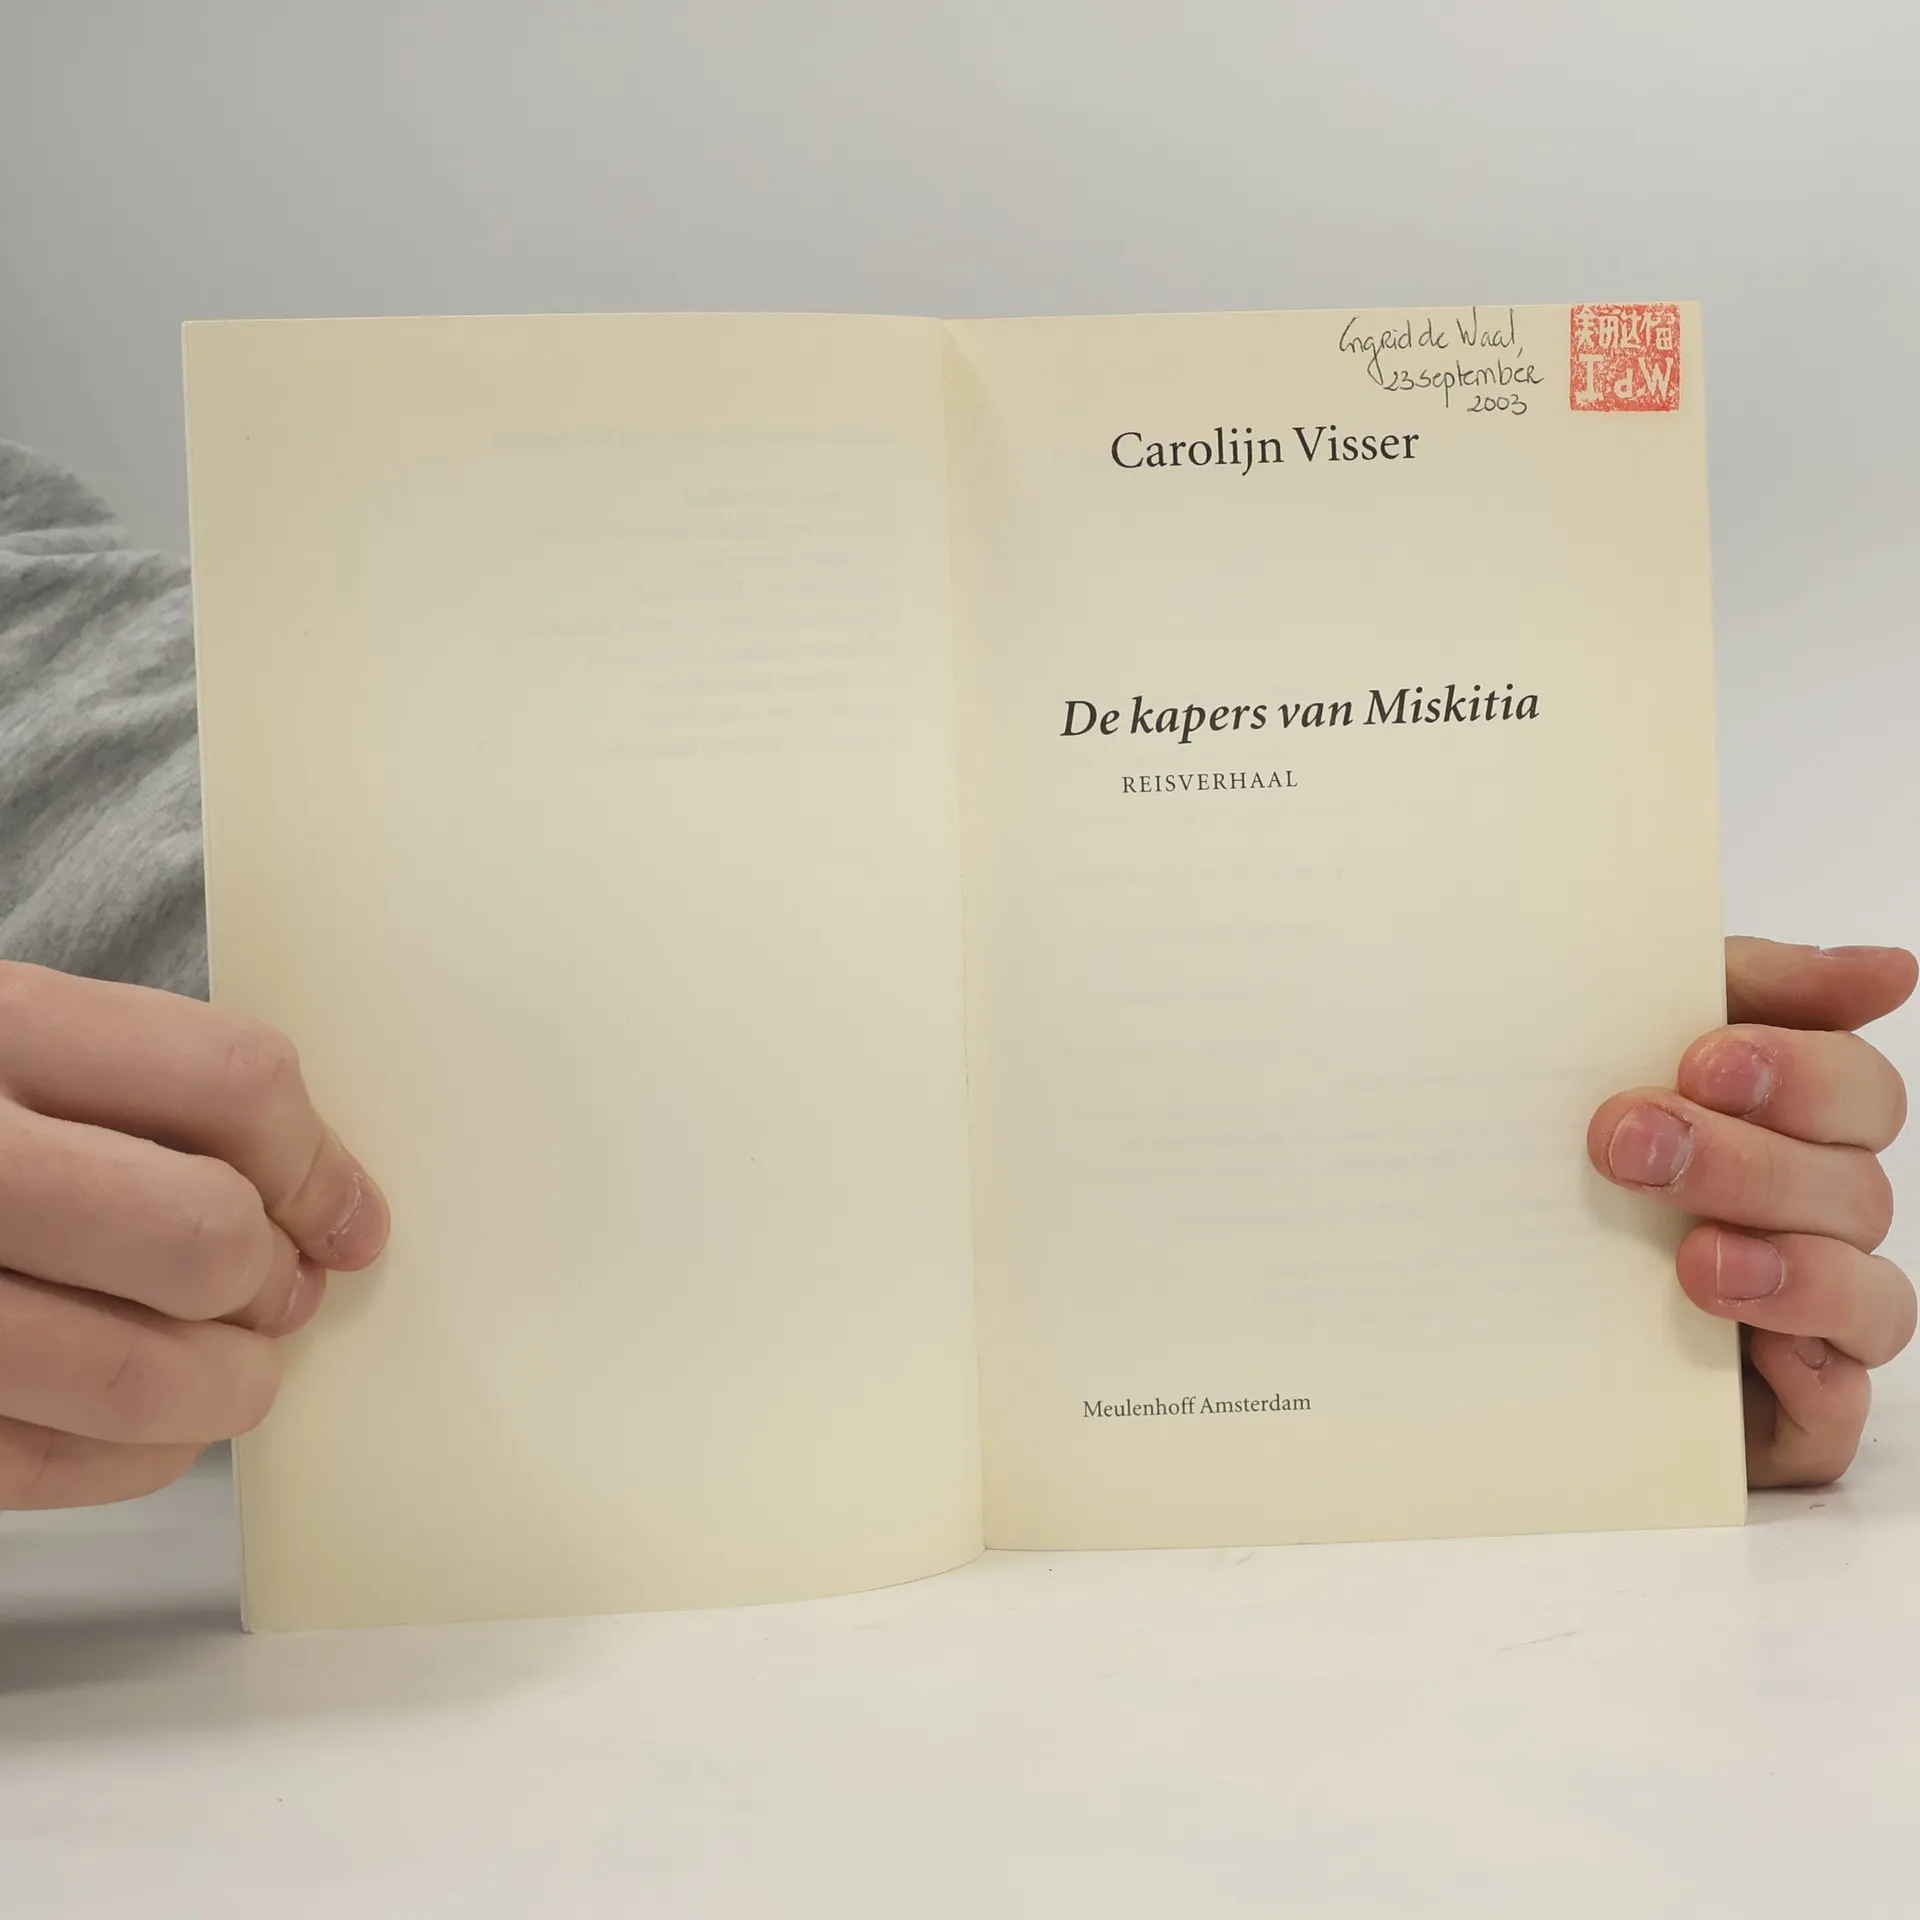 Ingrid de Waal,
23 september
2003
I d.W.
Carolijn Visser
De kapers van Miskitia
REISVERHAAL
Meulenhoff Amsterdam